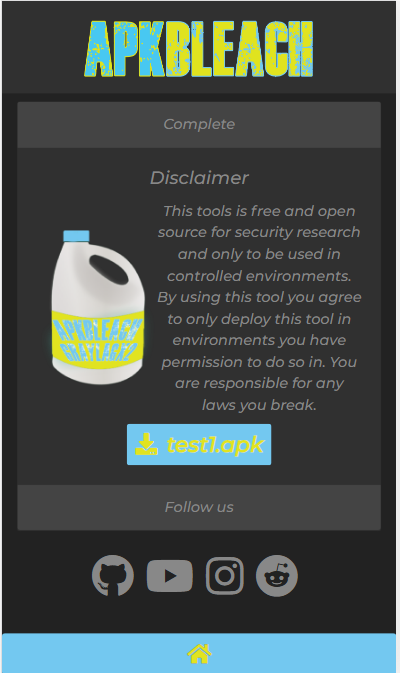 APKBLEACH
Complete
Disclaimer
This tools is free and open
source for security research
and only to be used in
controlled environments.
By using this tool you agree
to only deploy this tool in
environments you have
permission to do so in. You
are responsible for any
laws you break.
APKBLEACH
test1.apk
Follow us